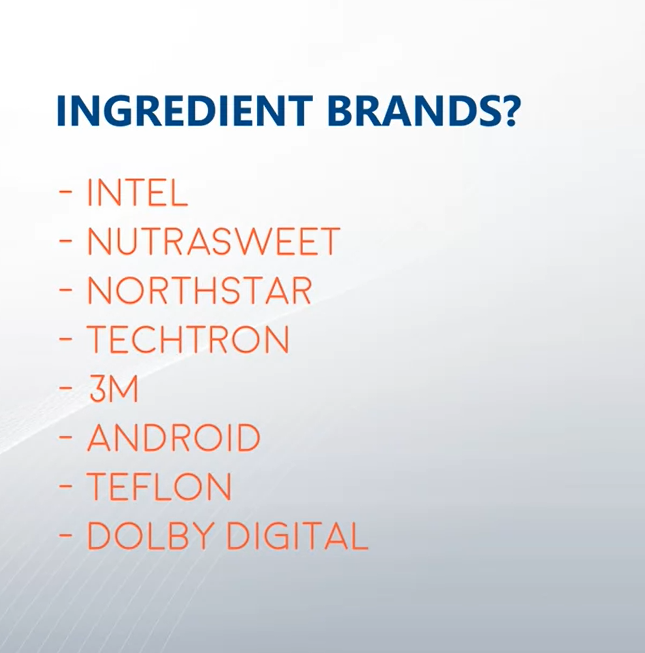 INGREDIENT BRANDS?
- INTEL
- NUTRASWEET
- NORTHSTAR
- TECHTRON
- 3M
- ANDROID
- TEFLON
- DOLBY DIGITAL